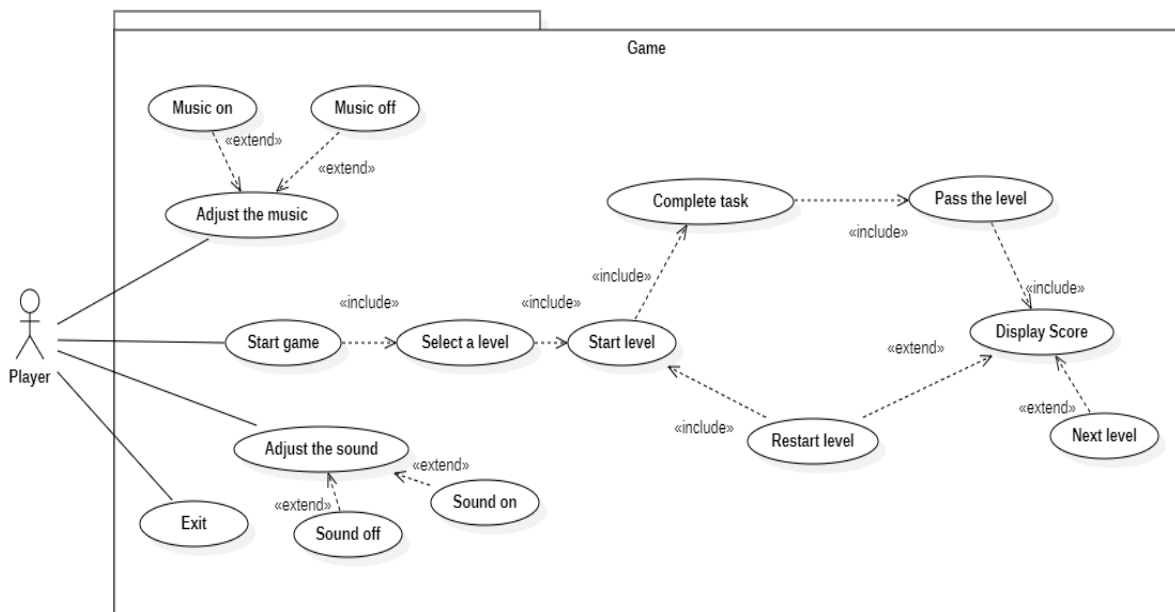 Game
Music on
Music off
«extend»
«extend»
Adjust the music
Complete task
Pass the level
«include»
«include»
«include»
«include»
«include»
Player
Start game
Select a level
Start level
Display Score
«extend»
«include»
Restart level
«extend»
Next level
Adjust the sound
«extend»
«extend»
Sound on
Exit
Sound off